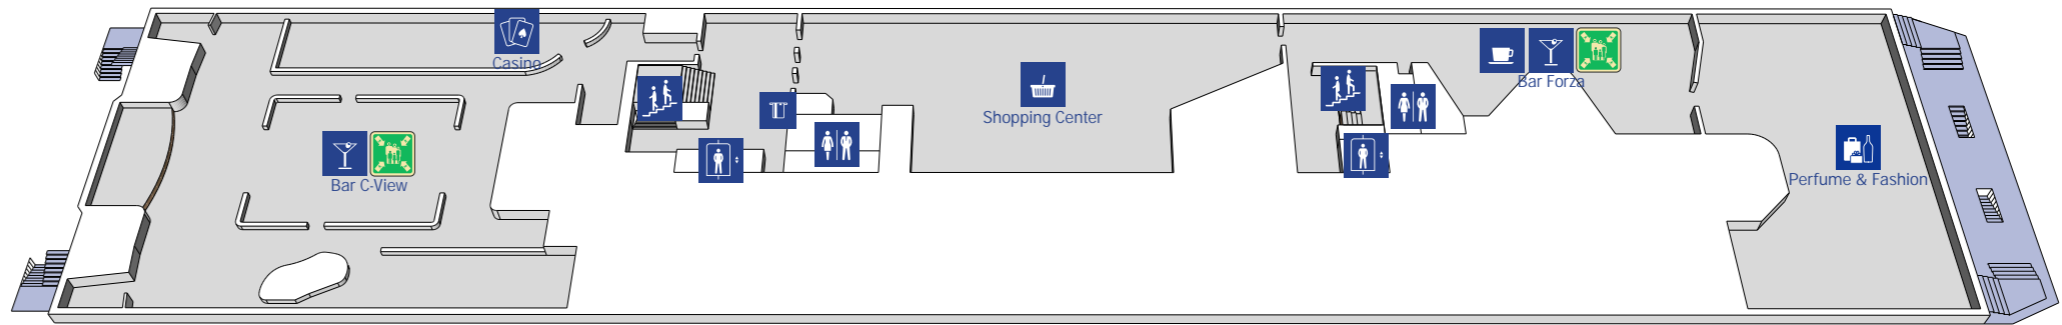 Casino
Bar Forza
Shopping Center
Bar C-View
Perfume & Fashion